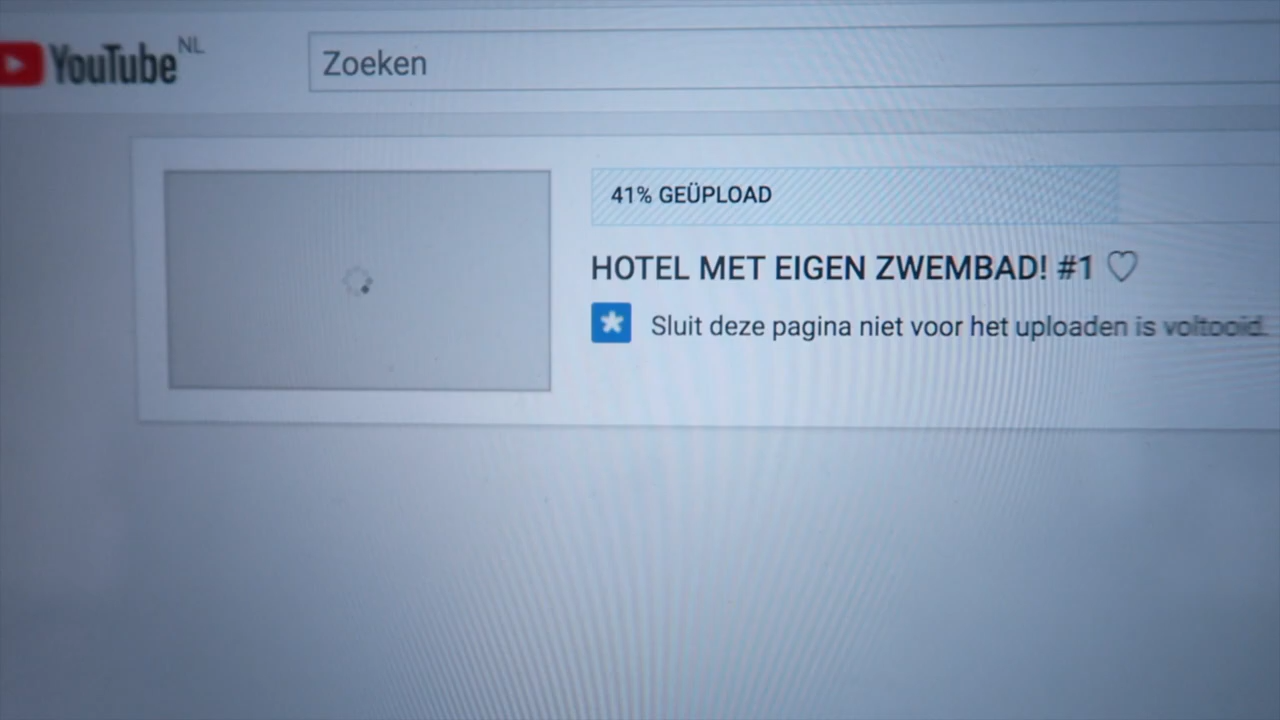 YouTube NL
Zoeken
41% GEÜPLOAD
HOTEL MET EIGEN ZWEMBAD! #1 ♡
Sluit deze pagina niet voor het uploaden is voltooid.